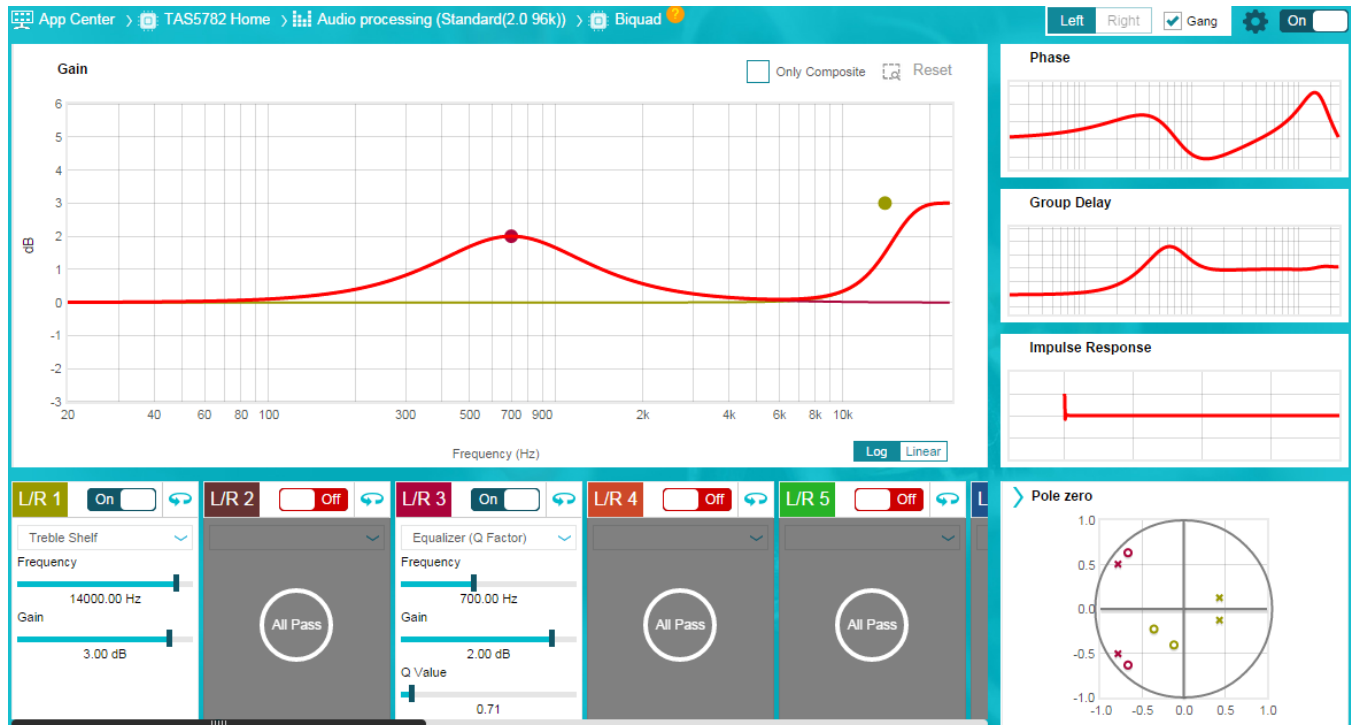 App Center > TAS5782 Home > Audio processing (Standard(2.0 96k)) > Biquad ?
Left Right Gang On
Gain
Only Composite Reset
6
5
4
3
2
1
0
-1
-2
-3
dB
20 40 60 80 100 300 500 700 900 2k 4k 6k 8k 10k
Frequency (Hz)
Log Linear
Phase
Group Delay
Impulse Response
L/R 1 On
Treble Shelf
Frequency
14000.00 Hz
Gain
3.00 dB
L/R 2 Off
All Pass
L/R 3 On
Equalizer (Q Factor)
Frequency
700.00 Hz
Gain
2.00 dB
Q Value
0.71
L/R 4 Off
All Pass
L/R 5 Off
All Pass
L
Pole zero
1.0
0.5
0.0
-0.5
-1.0
-1.0 -0.5 0.0 0.5 1.0